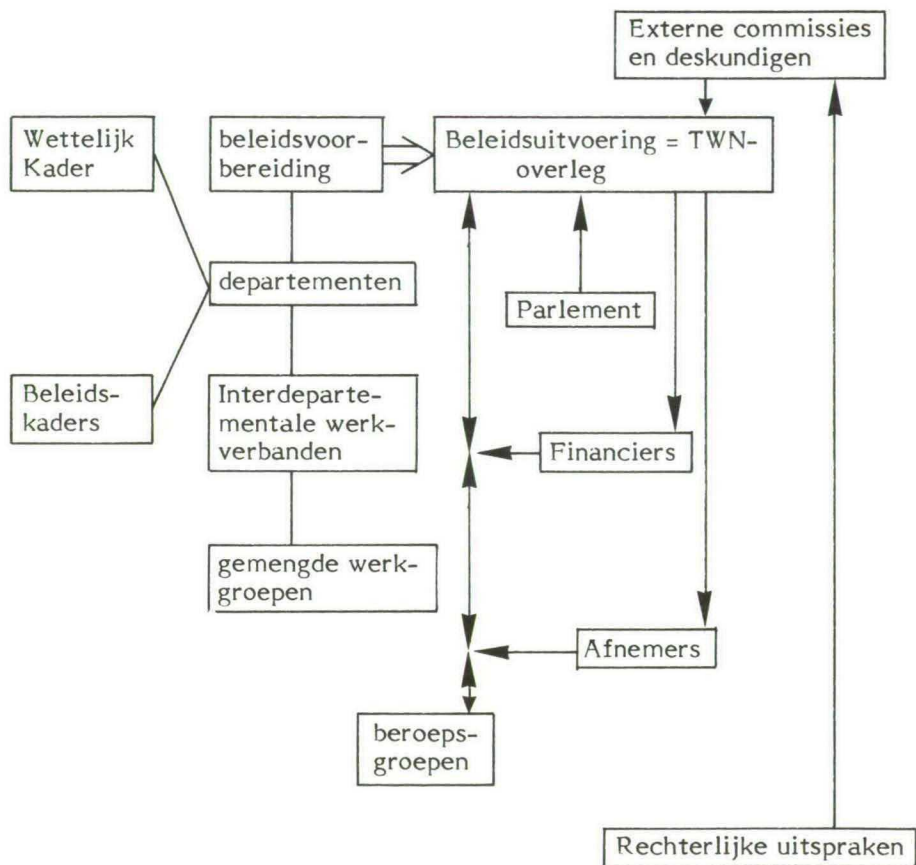 Externe commissies
en deskundigen
Wettelijk
Kader
beleidsvoor-
bereiding
Beleidsuitvoering = TWN-
overleg
departementen
Parlement
Beleids-
kaders
Interdeparte-
mentale werk-
verbanden
Financiers
gemengde werk-
groepen
Afnemers
beroeps-
groepen
Rechterlijke uitspraken